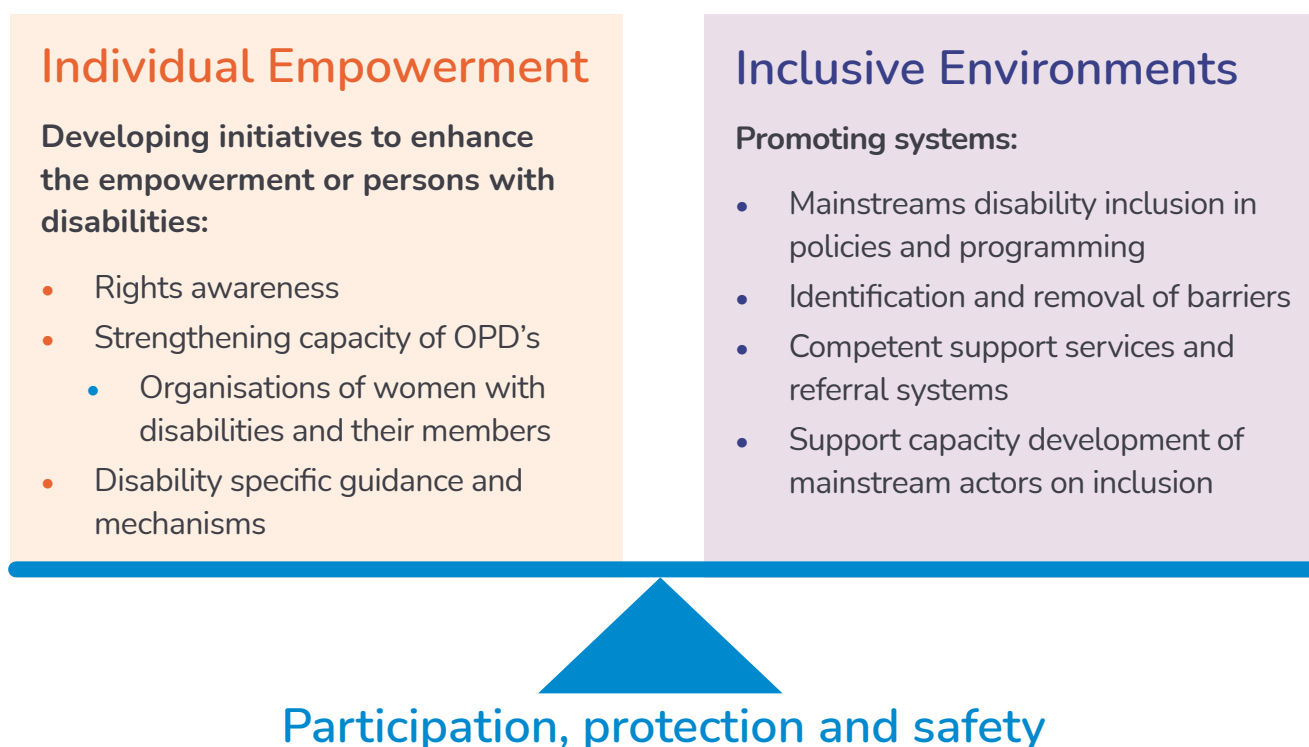 Individual Empowerment
Developing initiatives to enhance
the empowerment or persons with
disabilities:
• Rights awareness
• Strengthening capacity of OPD’s
• Organisations of women with
disabilities and their members
• Disability specific guidance and
mechanisms
Inclusive Environments
Promoting systems:
• Mainstreams disability inclusion in
policies and programming
• Identification and removal of barriers
• Competent support services and
referral systems
• Support capacity development of
mainstream actors on inclusion
Participation, protection and safety